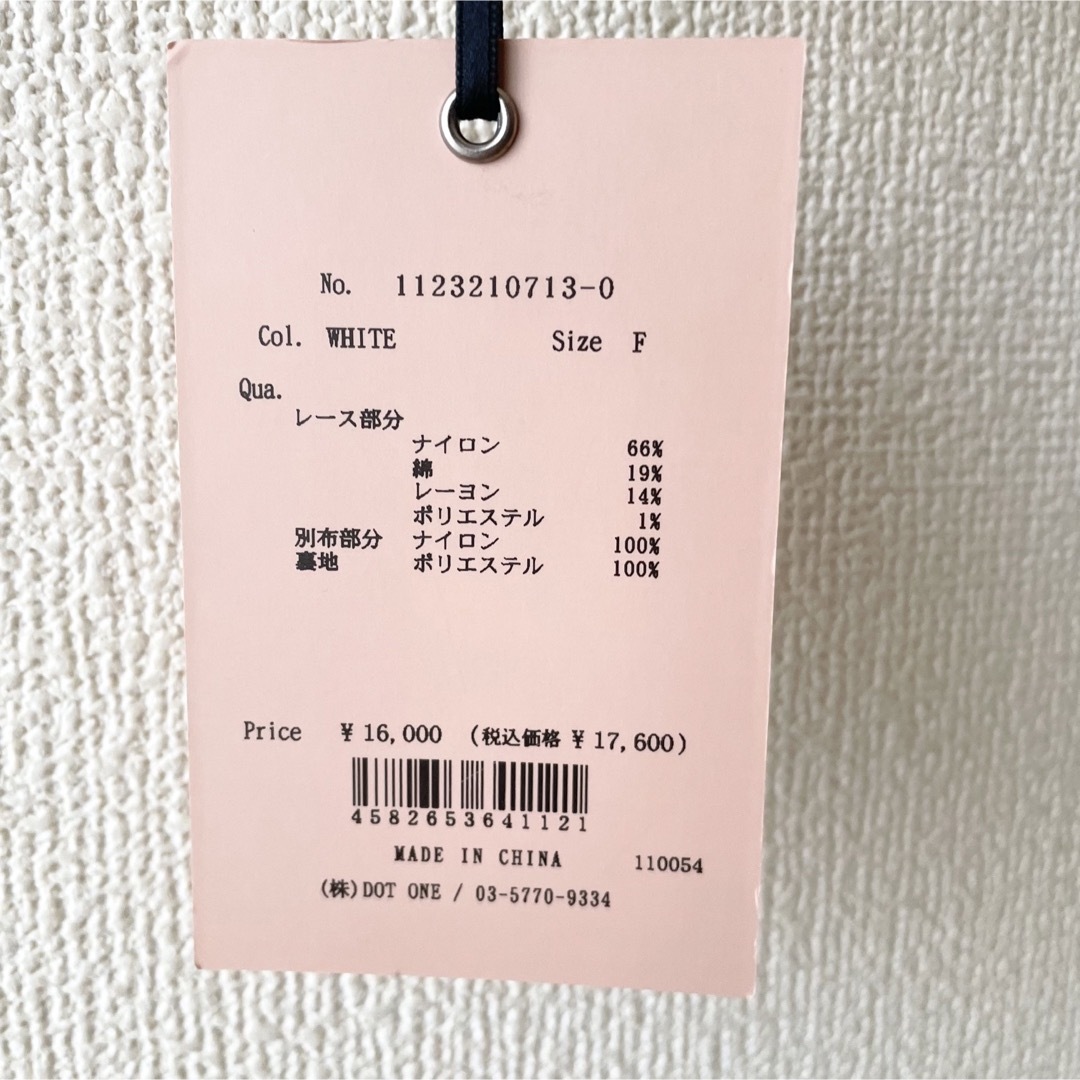 No. 1123210713-0
Col. WHITE Size F
Qua.
レース部分
ナイロン 66%
綿 19%
レーヨン 14%
ポリエステル 1%
別布部分 ナイロン 100%
裏地 ポリエステル 100%
Price ¥16,000 (税込価格 ¥17,600)
4582653641121
MADE IN CHINA 110054
(株)DOT ONE / 03-5770-9334